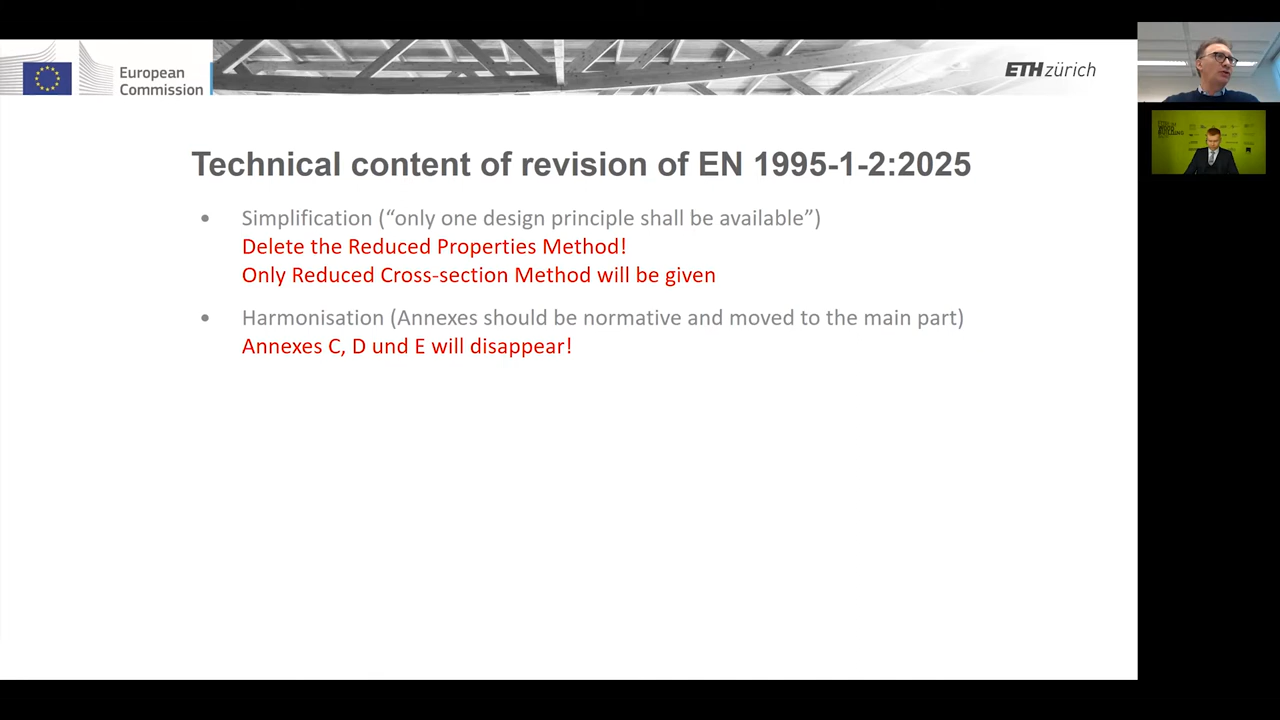 European
Commission
ETH zürich
Technical content of revision of EN 1995-1-2:2025
• Simplification (“only one design principle shall be available”)
Delete the Reduced Properties Method!
Only Reduced Cross-section Method will be given
• Harmonisation (Annexes should be normative and moved to the main part)
Annexes C, D und E will disappear!